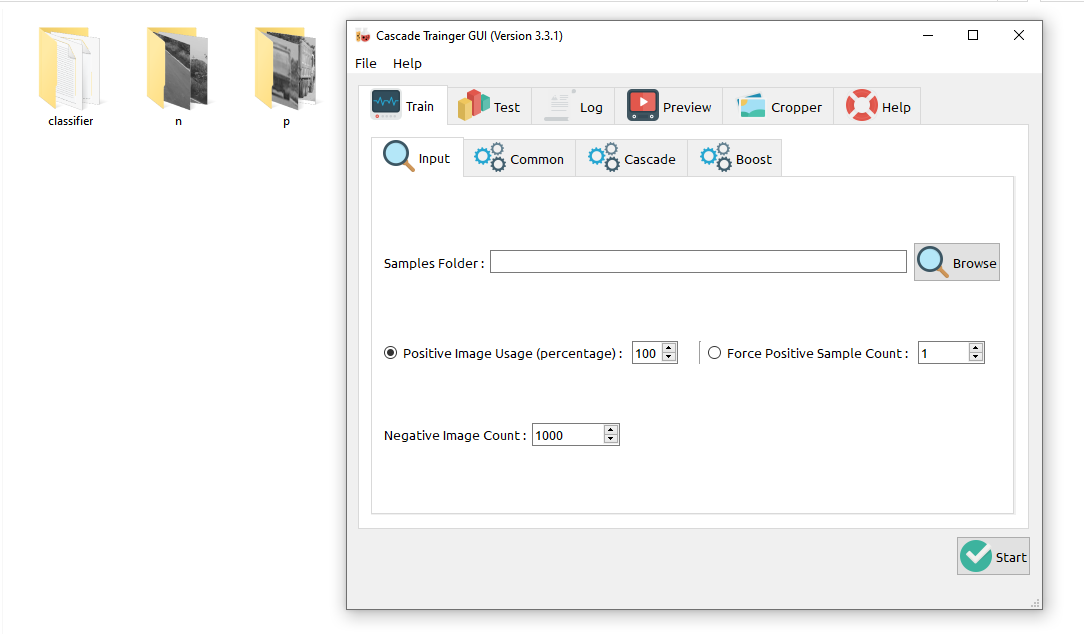 Cascade Trainger GUI (Version 3.3.1)
File Help
Train Test Log Preview Cropper Help
Input Common Cascade Boost
classifier n p
Samples Folder : Browse
Positive Image Usage (percentage) : 100 Force Positive Sample Count : 1
Negative Image Count : 1000
Start